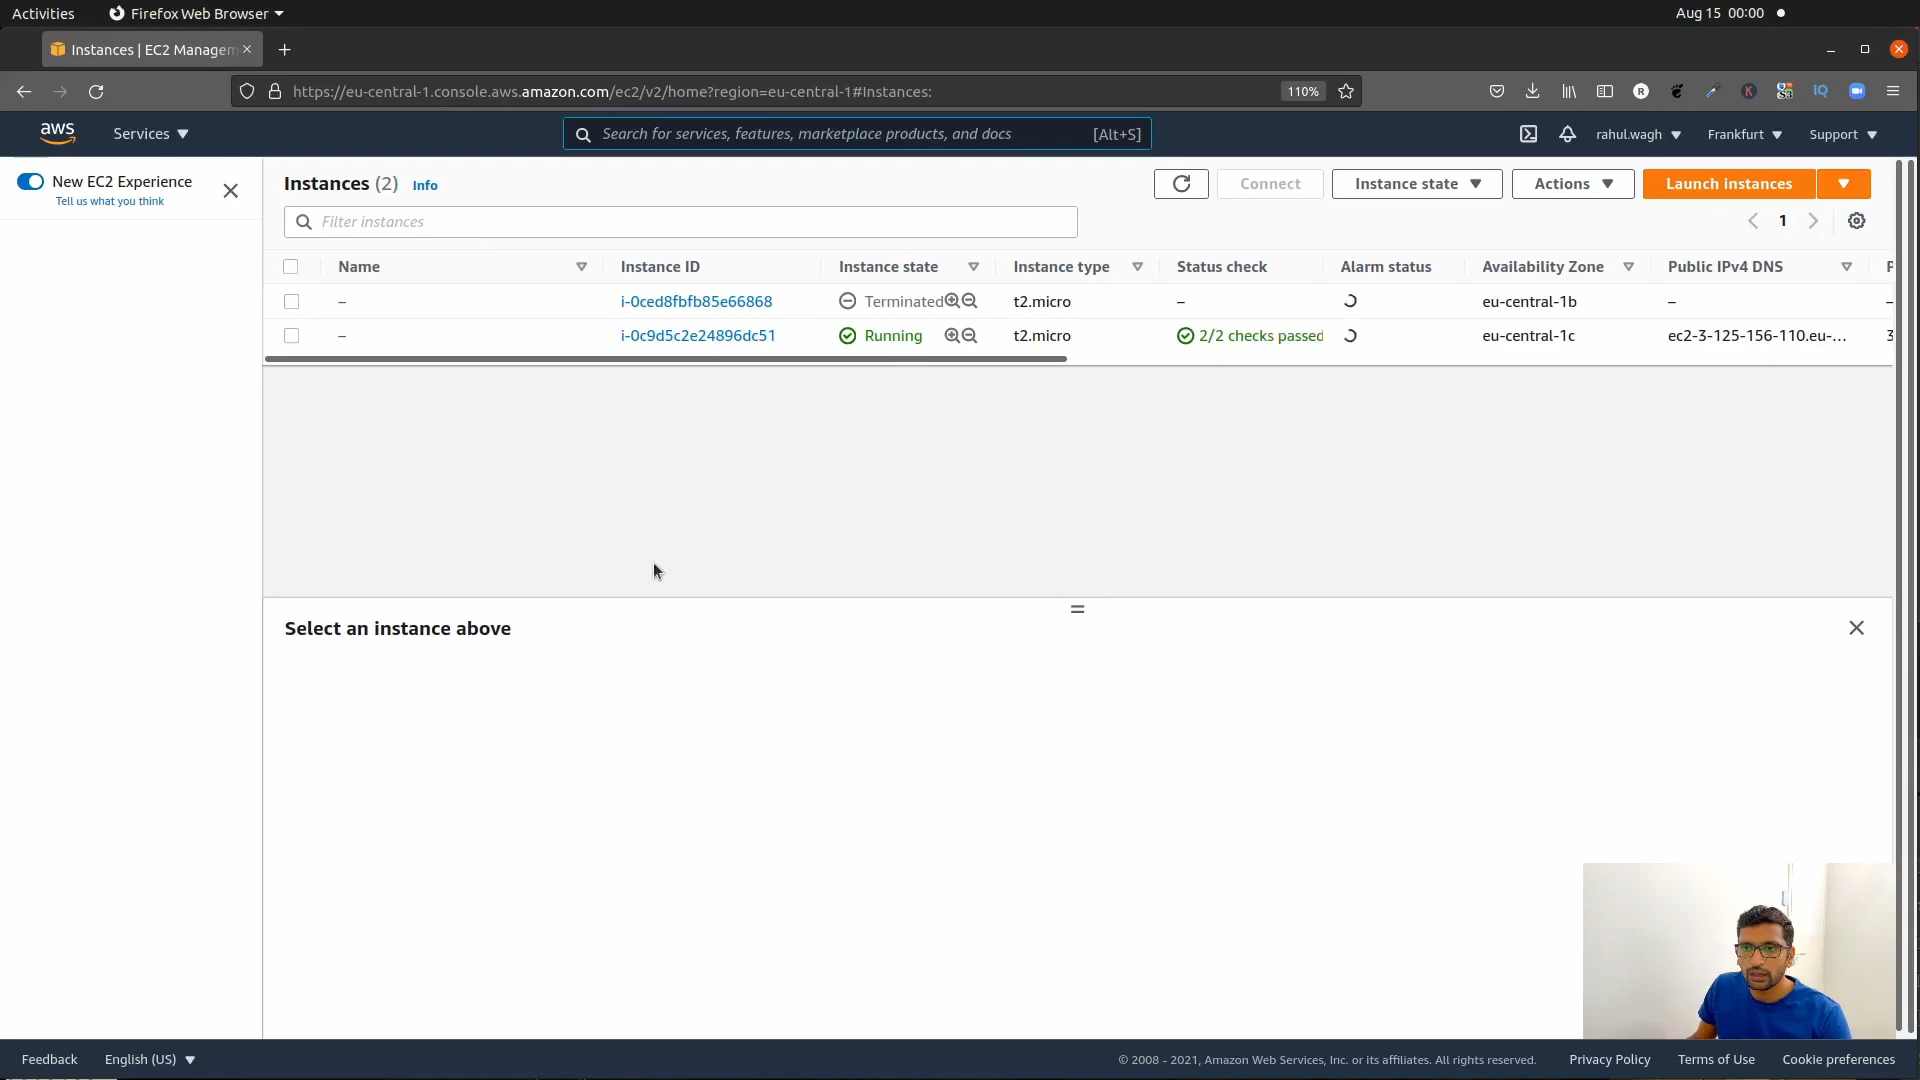 Activities Firefox Web Browser Aug 15 00:00
Instances | EC2 Managem
https://eu-central-1.console.aws.amazon.com/ec2/v2/home?region=eu-central-1#Instances: 110%
aws Services Search for services, features, marketplace products, and docs [Alt+S] rahul.wagh Frankfurt Support
New EC2 Experience
Tell us what you think
Instances (2) Info Connect Instance state Actions Launch instances
Filter instances 1
Name Instance ID Instance state Instance type Status check Alarm status Availability Zone Public IPv4 DNS P
– i-0ced8fbfb85e66868 Terminated t2.micro – eu-central-1b – –
– i-0c9d5c2e24896dc51 Running t2.micro 2/2 checks passed eu-central-1c ec2-3-125-156-110.eu-... 3
Select an instance above
Feedback English (US) © 2008 - 2021, Amazon Web Services, Inc. or its affiliates. All rights reserved. Privacy Policy Terms of Use Cookie preferences